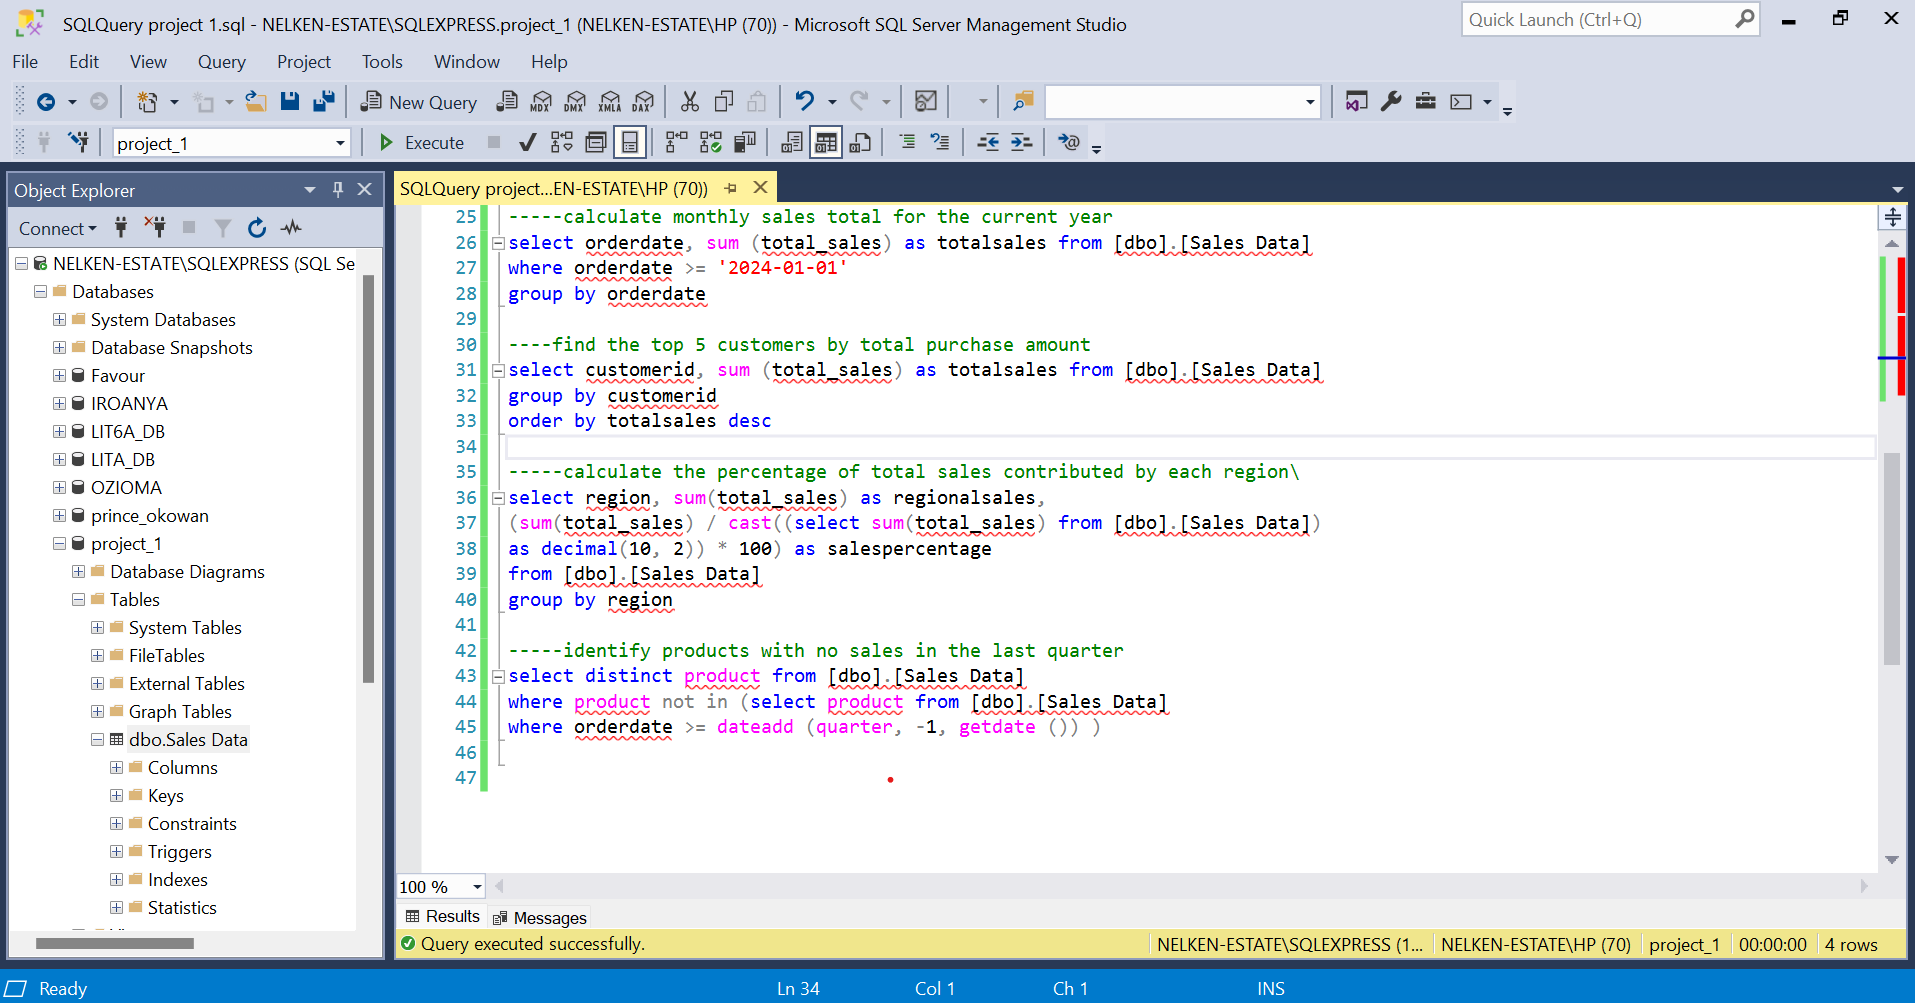 SQLQuery project 1.sql - NELKEN-ESTATE\SQLEXPRESS.project_1 (NELKEN-ESTATE\HP (70)) - Microsoft SQL Server Management Studio
Quick Launch (Ctrl+Q)
File Edit View Query Project Tools Window Help
New Query MDX DMX XMLA DAX
project_1 Execute
Object Explorer
Connect
NELKEN-ESTATE\SQLEXPRESS (SQL Se
Databases
System Databases
Database Snapshots
Favour
IROANYA
LIT6A_DB
LITA_DB
OZIOMA
prince_okowan
project_1
Database Diagrams
Tables
System Tables
FileTables
External Tables
Graph Tables
dbo.Sales Data
Columns
Keys
Constraints
Triggers
Indexes
Statistics
SQLQuery project...EN-ESTATE\HP (70))
25 -----calculate monthly sales total for the current year
26 select orderdate, sum (total_sales) as totalsales from [dbo].[Sales Data]
27 where orderdate >= '2024-01-01'
28 group by orderdate
29
30 ----find the top 5 customers by total purchase amount
31 select customerid, sum (total_sales) as totalsales from [dbo].[Sales Data]
32 group by customerid
33 order by totalsales desc
34
35 -----calculate the percentage of total sales contributed by each region\
36 select region, sum(total_sales) as regionalsales,
37 (sum(total_sales) / cast((select sum(total_sales) from [dbo].[Sales Data])
38 as decimal(10, 2)) * 100) as salespercentage
39 from [dbo].[Sales Data]
40 group by region
41
42 -----identify products with no sales in the last quarter
43 select distinct product from [dbo].[Sales Data]
44 where product not in (select product from [dbo].[Sales Data]
45 where orderdate >= dateadd (quarter, -1, getdate ()) )
46
47
100 %
Results Messages
Query executed successfully. NELKEN-ESTATE\SQLEXPRESS (1... NELKEN-ESTATE\HP (70) project_1 00:00:00 4 rows
Ready Ln 34 Col 1 Ch 1 INS